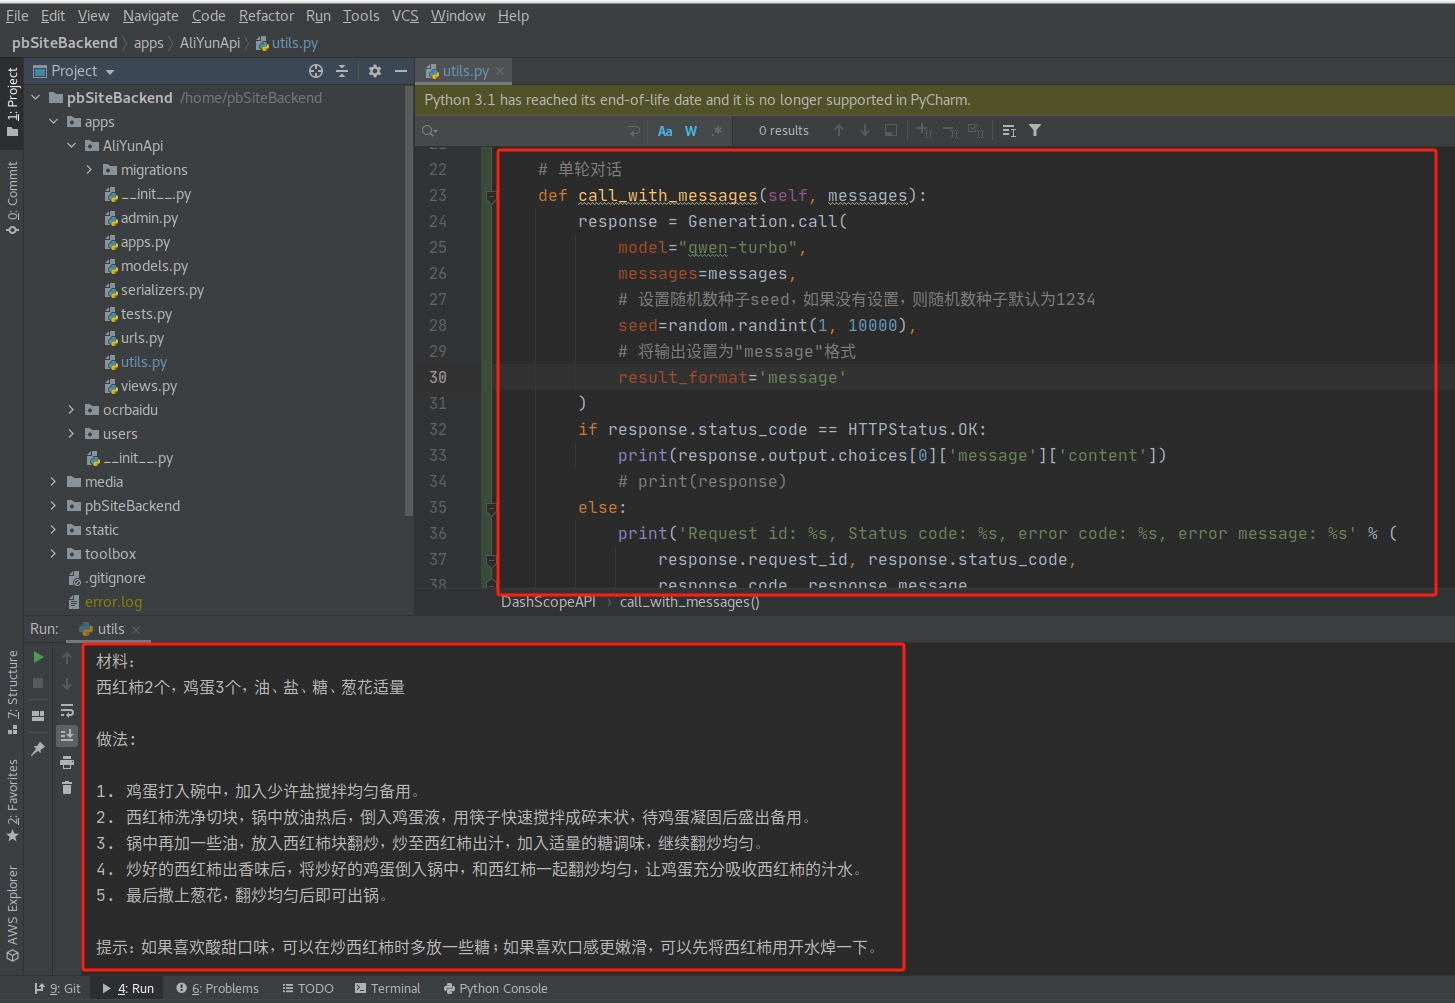 File Edit View Navigate Code Refactor Run Tools VCS Window Help
pbSiteBackend apps AliYunApi utils.py
Project
utils.py
1: Project
0: Commit
pbSiteBackend /home/pbSiteBackend
apps
AliYunApi
migrations
__init__.py
admin.py
apps.py
models.py
serializers.py
tests.py
urls.py
utils.py
views.py
ocrbaidu
users
__init__.py
media
pbSiteBackend
static
toolbox
.gitignore
error.log
Python 3.1 has reached its end-of-life date and it is no longer supported in PyCharm.
Aa W .* 0 results
22 # 单轮对话
23 def call_with_messages(self, messages):
24 response = Generation.call(
25 model="qwen-turbo",
26 messages=messages,
27 # 设置随机数种子seed，如果没有设置，则随机数种子默认为1234
28 seed=random.randint(1, 10000),
29 # 将输出设置为"message"格式
30 result_format='message'
31 )
32 if response.status_code == HTTPStatus.OK:
33 print(response.output.choices[0]['message']['content'])
34 # print(response)
35 else:
36 print('Request id: %s, Status code: %s, error code: %s, error message: %s' % (
37 response.request_id, response.status_code,
38 response.code, response.message
DashScopeAPI call_with_messages()
Run: utils
7: Structure
2: Favorites
AWS Explorer
材料：
西红柿2个，鸡蛋3个，油、盐、糖、葱花适量
做法：
1. 鸡蛋打入碗中，加入少许盐搅拌均匀备用。
2. 西红柿洗净切块，锅中放油热后，倒入鸡蛋液，用筷子快速搅拌成碎末状，待鸡蛋凝固后盛出备用。
3. 锅中再加一些油，放入西红柿块翻炒，炒至西红柿出汁，加入适量的糖调味，继续翻炒均匀。
4. 炒好的西红柿出香味后，将炒好的鸡蛋倒入锅中，和西红柿一起翻炒均匀，让鸡蛋充分吸收西红柿的汁水。
5. 最后撒上葱花，翻炒均匀后即可出锅。
提示：如果喜欢酸甜口味，可以在炒西红柿时多放一些糖；如果喜欢口感更嫩滑，可以先将西红柿用开水焯一下。
9: Git 4: Run 6: Problems TODO Terminal Python Console